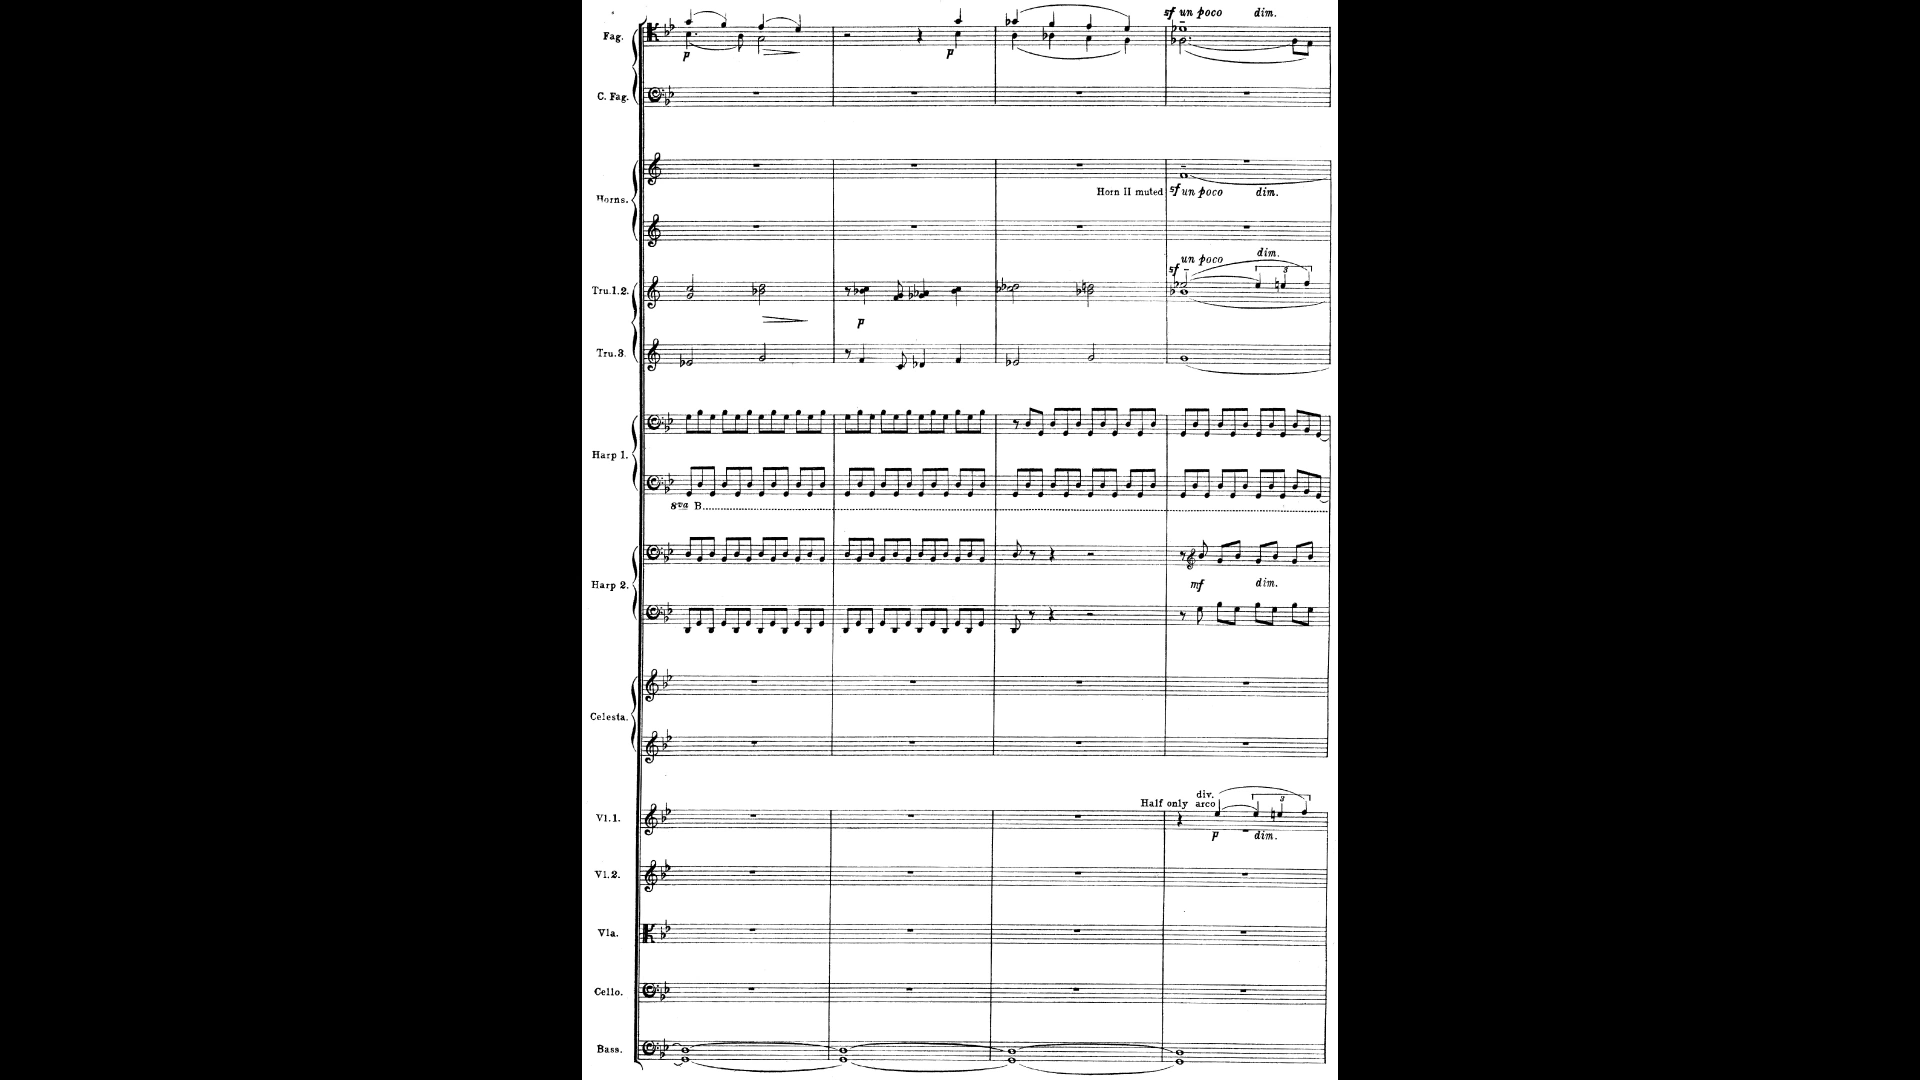 sf un poco dim.
Fag.
p p
C. Fag.
Horn II muted sf un poco dim.
Horns.
sf un poco dim.
3
Tru.1.2.
p
Tru.3.
Harp 1.
8va B
Harp 2.
mf dim.
Celesta.
div.
Half only arco 3
Vl.1.
p dim.
Vl.2.
Vla.
Cello.
Bass.